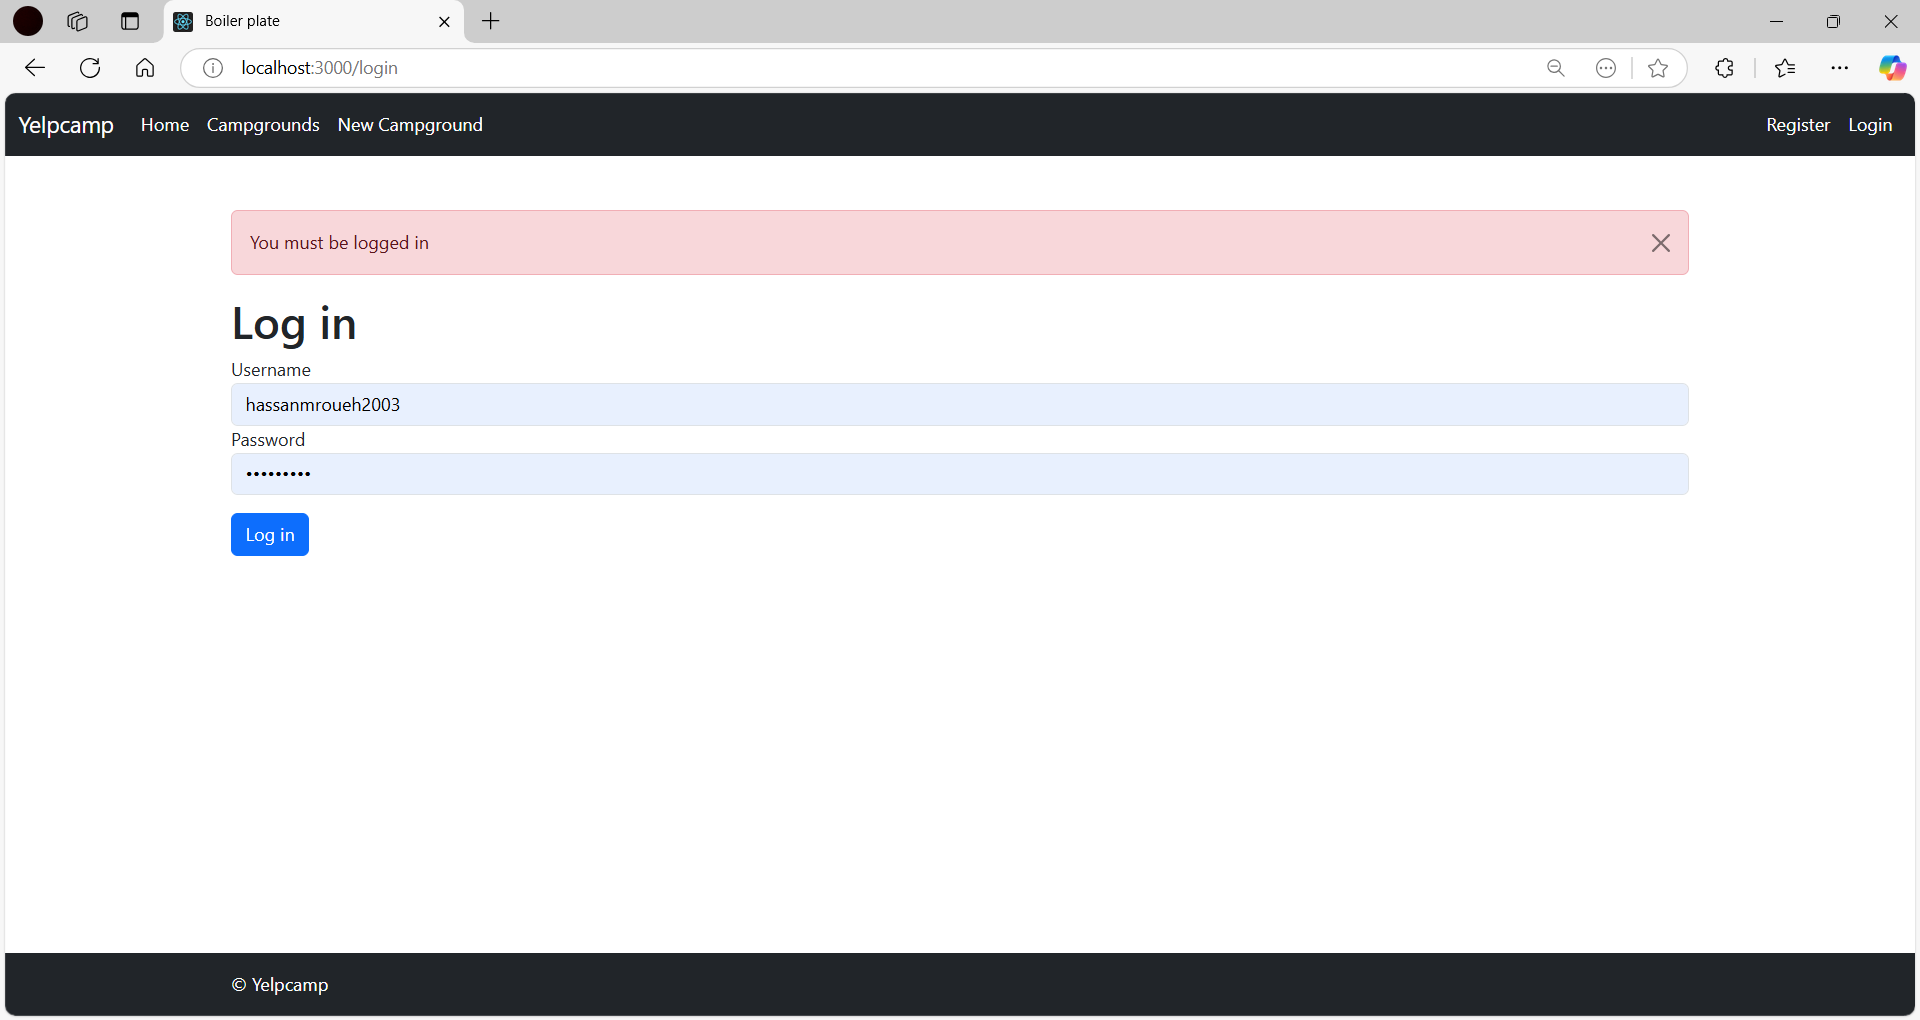 Boiler plate
localhost:3000/login
Yelpcamp Home Campgrounds New Campground Register Login
You must be logged in
Log in
Username
hassanmroueh2003
Password
•••••••••
Log in
© Yelpcamp